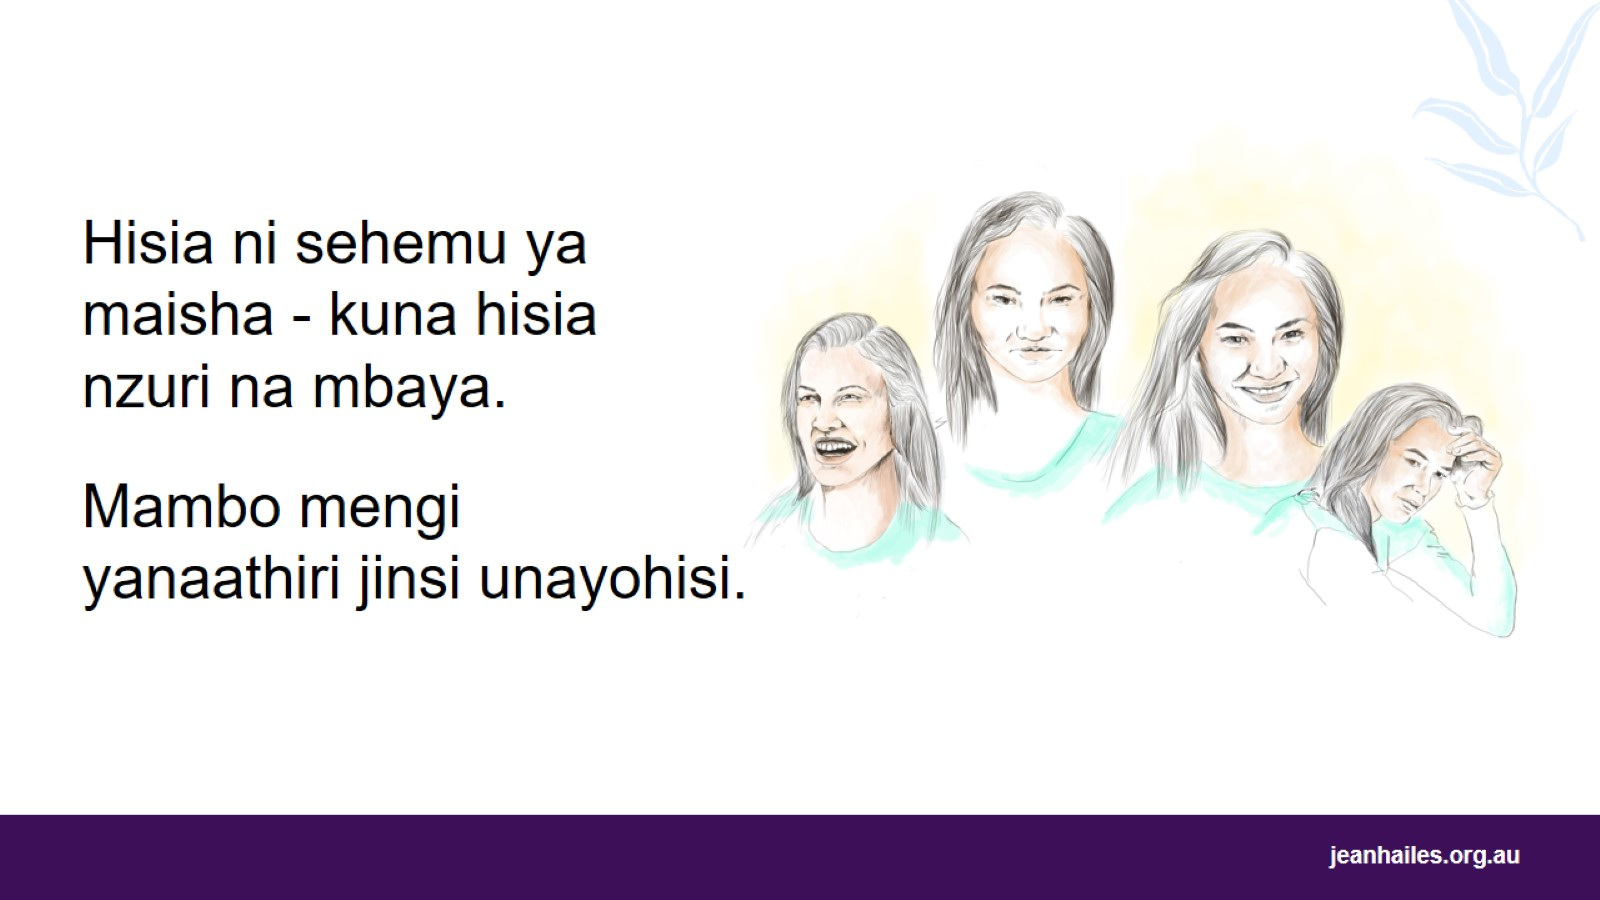 Hisia ni sehemu ya
maisha - kuna hisia
nzuri na mbaya.
Mambo mengi
yanaathiri jinsi unayohisi.
jeanhailes.org.au